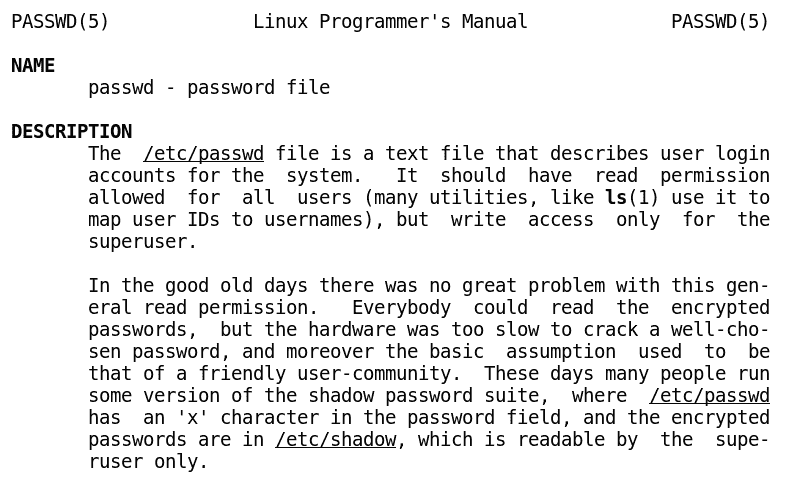 PASSWD(5) Linux Programmer's Manual PASSWD(5)
NAME
passwd - password file
DESCRIPTION
The /etc/passwd file is a text file that describes user login
accounts for the system. It should have read permission
allowed for all users (many utilities, like ls(1) use it to
map user IDs to usernames), but write access only for the
superuser.
In the good old days there was no great problem with this gen-
eral read permission. Everybody could read the encrypted
passwords, but the hardware was too slow to crack a well-cho-
sen password, and moreover the basic assumption used to be
that of a friendly user-community. These days many people run
some version of the shadow password suite, where /etc/passwd
has an 'x' character in the password field, and the encrypted
passwords are in /etc/shadow, which is readable by the supe-
ruser only.